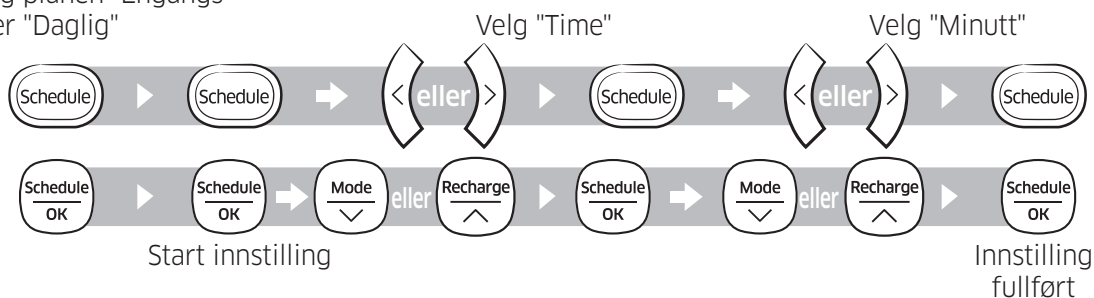 planen "Engangs-
"Daglig"
Velg "Time"
Velg "Minutt"
Schedule
Schedule
eller
Schedule
eller
Schedule
Schedule
OK
Schedule
OK
Mode
eller
Recharge
Schedule
OK
Mode
eller
Recharge
Schedule
OK
Start innstilling
Innstilling
fullført